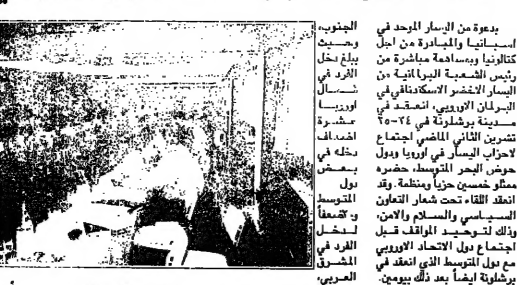 بدعوة من اليسار الموحد في
اسبانيا والمبادرة من اجل
كتالونيا وبمساهمة مباشرة من
رئيس الشعبة البرلمانية من
اليسار الاخضر الاسكندنافي في
البرلمان الاوروبي، انعقد في
مدينة برشلونة في ٢٤-٢٥
تشرين الثاني الماضي اجتماع
لاحزاب اليسار في أوروبا ودول
حوض البحر المتوسط، حضره
ممثلو خمسين حزباً ومنظمة. وقد
انعقد اللقاء تحت شعار التعاون
السياسي والسلام والامن،
وذلك لتوحيد المواقف قبل
اجتماع دول الاتحاد الاوروبي
مع دول المتوسط الذي انعقد في
برشلونة ايضاً بعد ذلك بيومين.
الجنوب،
وحيث
يبلغ دخل
الفرد في
شمال
اوروبا
عشرة
اضعاف
دخله في
بعض
دول
المتوسط
لدخل
الفرد في
المشرق
العربي،